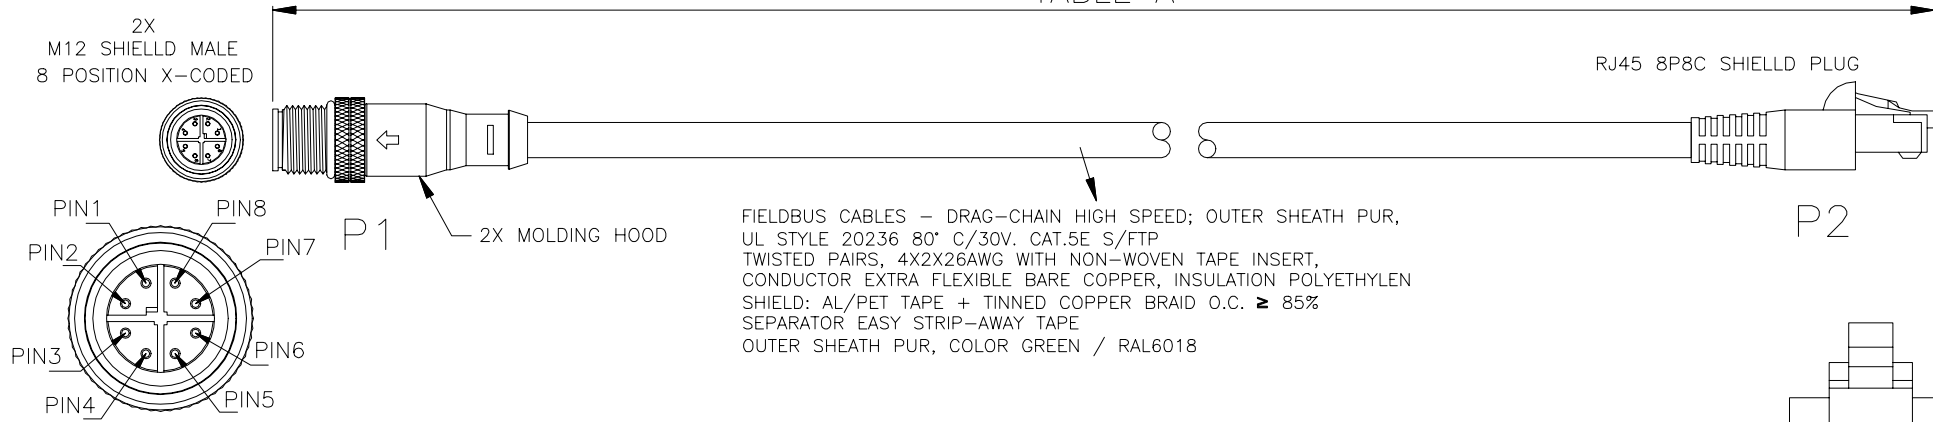 TABLE A
2X
M12 SHIELLD MALE
8 POSITION X-CODED
RJ45 8P8C SHIELLD PLUG
PIN1
PIN8
PIN2
PIN7
PIN3
PIN6
PIN4
PIN5
P1
2X MOLDING HOOD
FIELDBUS CABLES - DRAG-CHAIN HIGH SPEED; OUTER SHEATH PUR,
UL STYLE 20236 80° C/30V. CAT.5E S/FTP
TWISTED PAIRS, 4X2X26AWG WITH NON-WOVEN TAPE INSERT,
CONDUCTOR EXTRA FLEXIBLE BARE COPPER, INSULATION POLYETHYLEN
SHIELD: AL/PET TAPE + TINNED COPPER BRAID O.C. ≥ 85%
SEPARATOR EASY STRIP-AWAY TAPE
OUTER SHEATH PUR, COLOR GREEN / RAL6018
P2